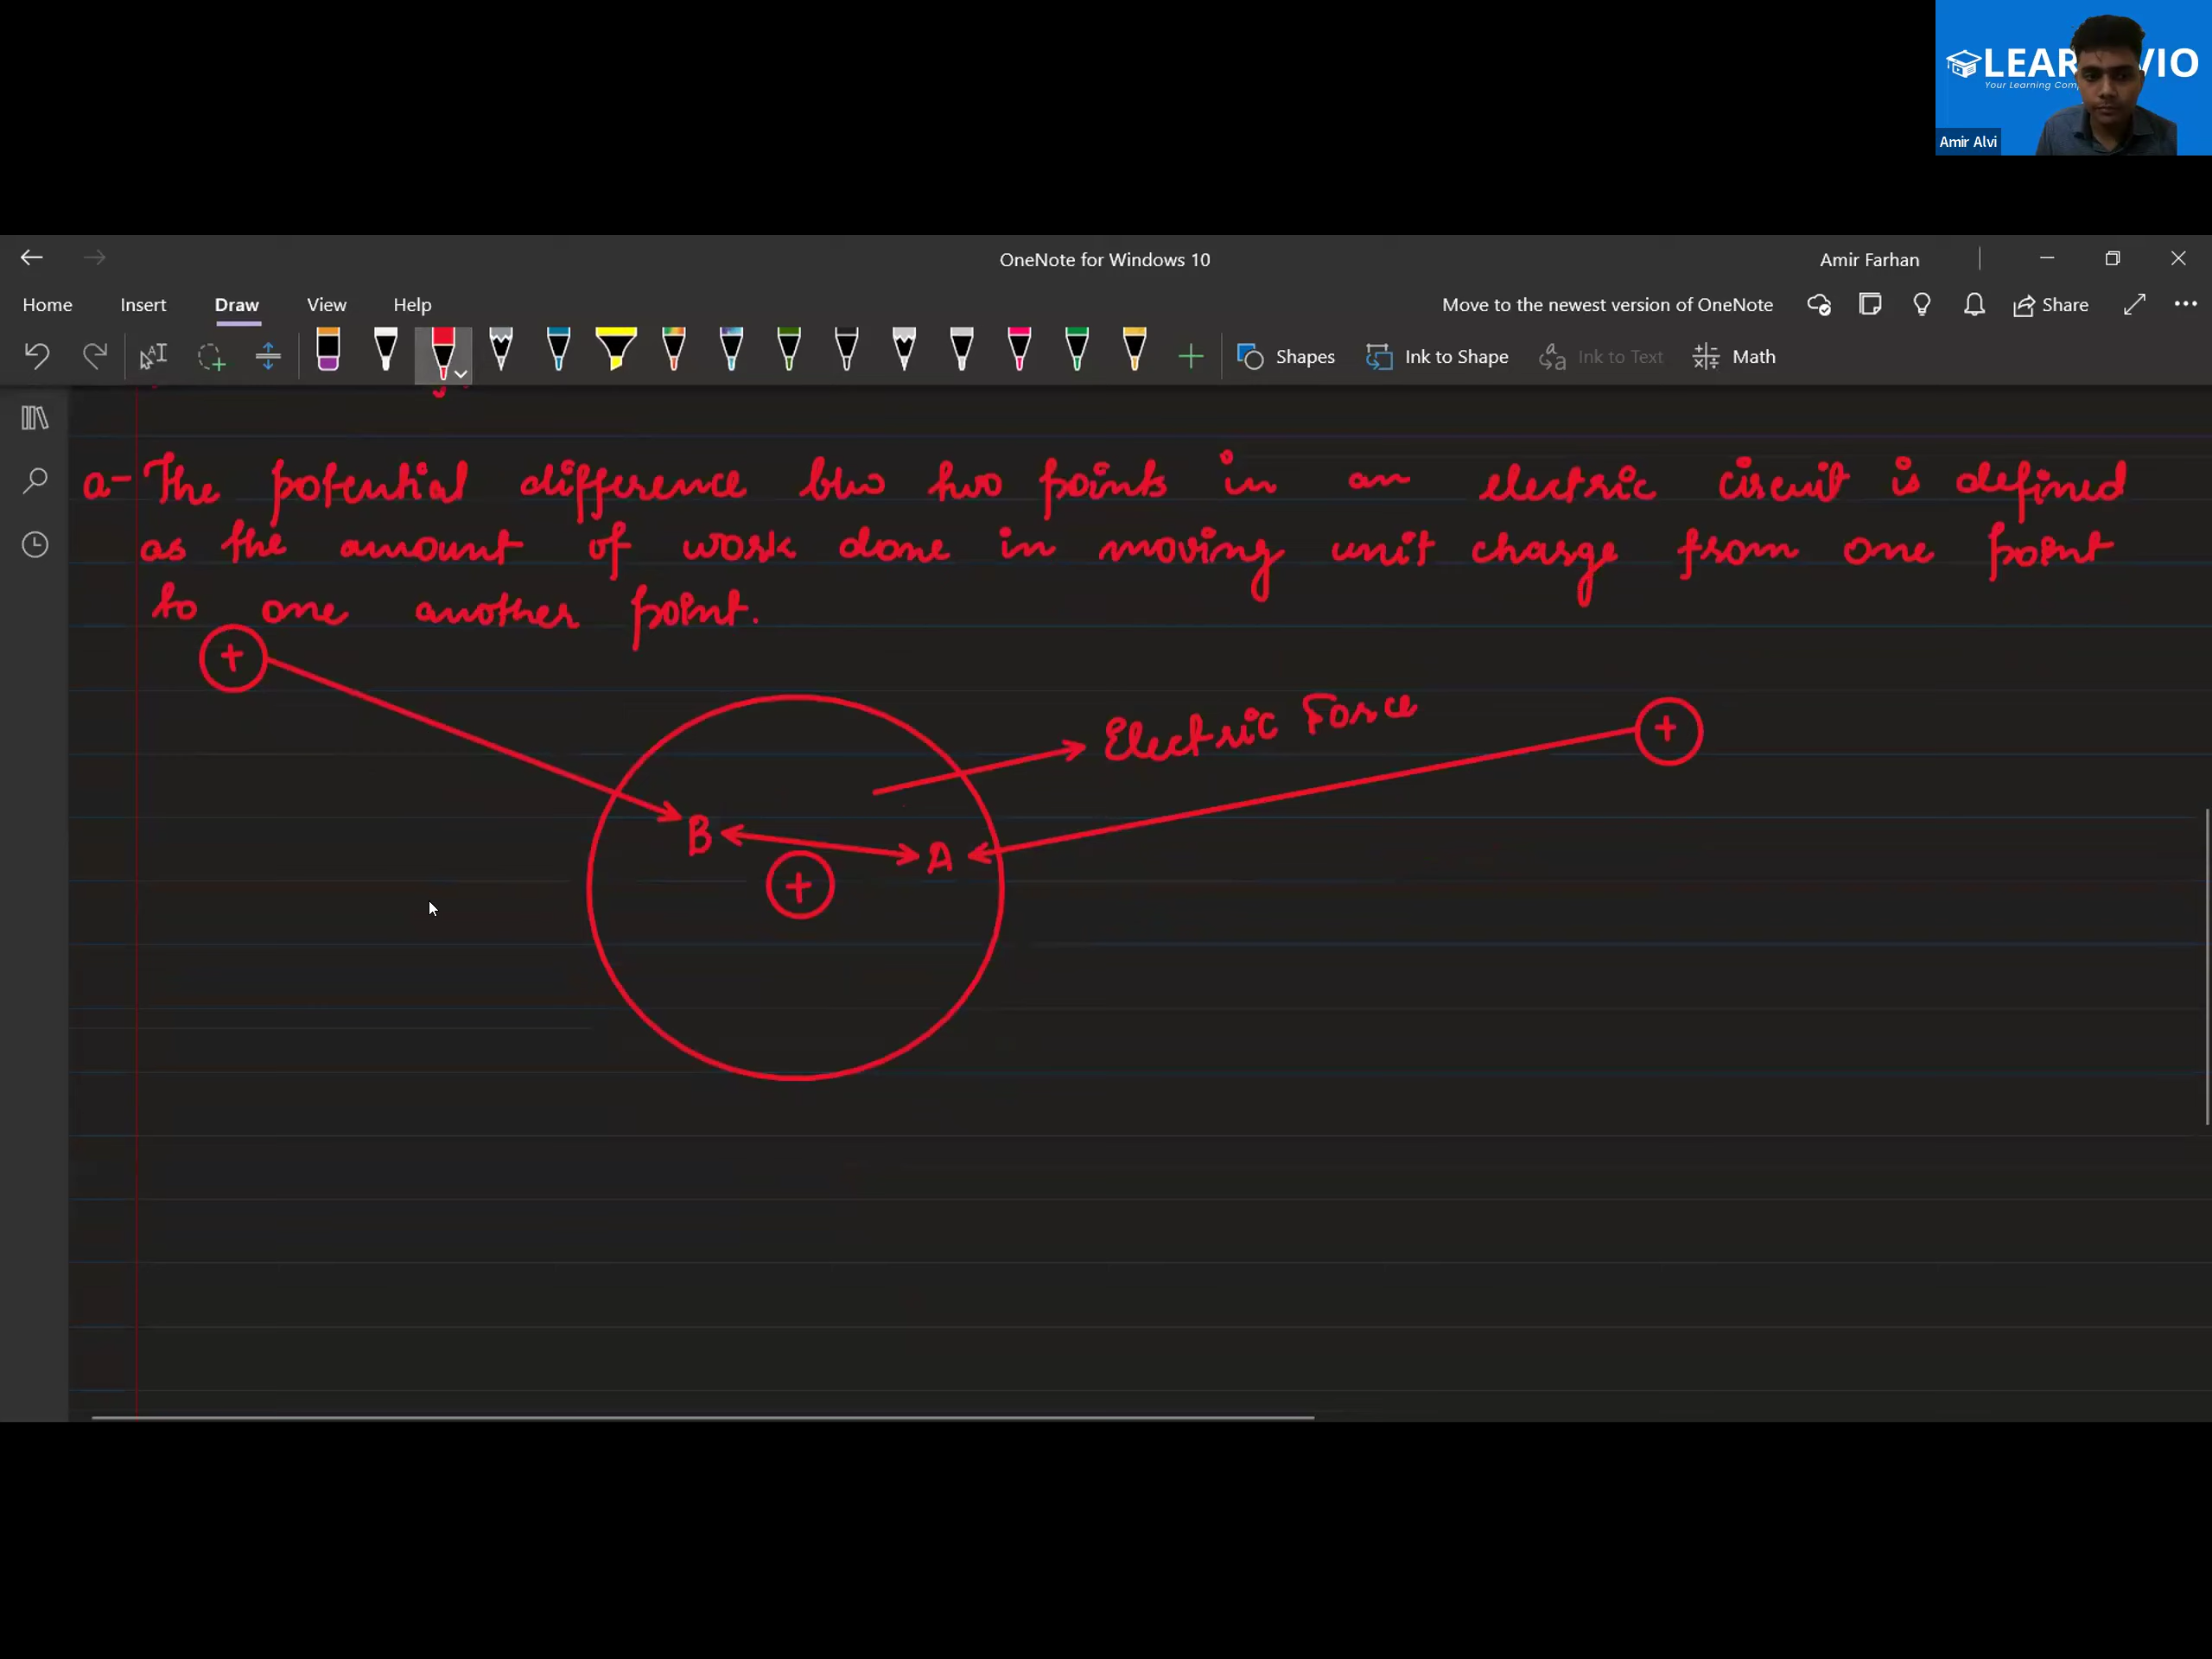 LEAR VIO
Your Learning Com
Amir Alvi
OneNote for Windows 10
Amir Farhan
Home Insert Draw View Help
Move to the newest version of OneNote
Share
Shapes
Ink to Shape
Ink to Text
Math
a- The potential difference btw two points in an electric circuit is defined
as the amount of work done in moving unit charge from one point
to one another point.
+
Electric Force
+
B
A
+